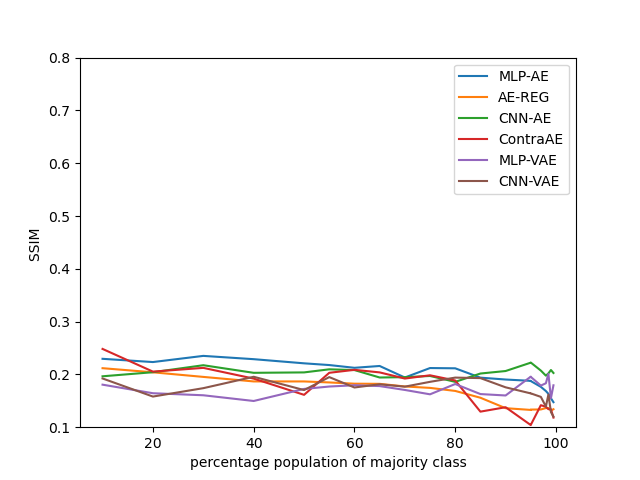 0.8
0.7
0.6
0.5
0.4
0.3
0.2
0.1
SSIM
MLP-AE
AE-REG
CNN-AE
ContraAE
MLP-VAE
CNN-VAE
20 40 60 80 100
percentage population of majority class